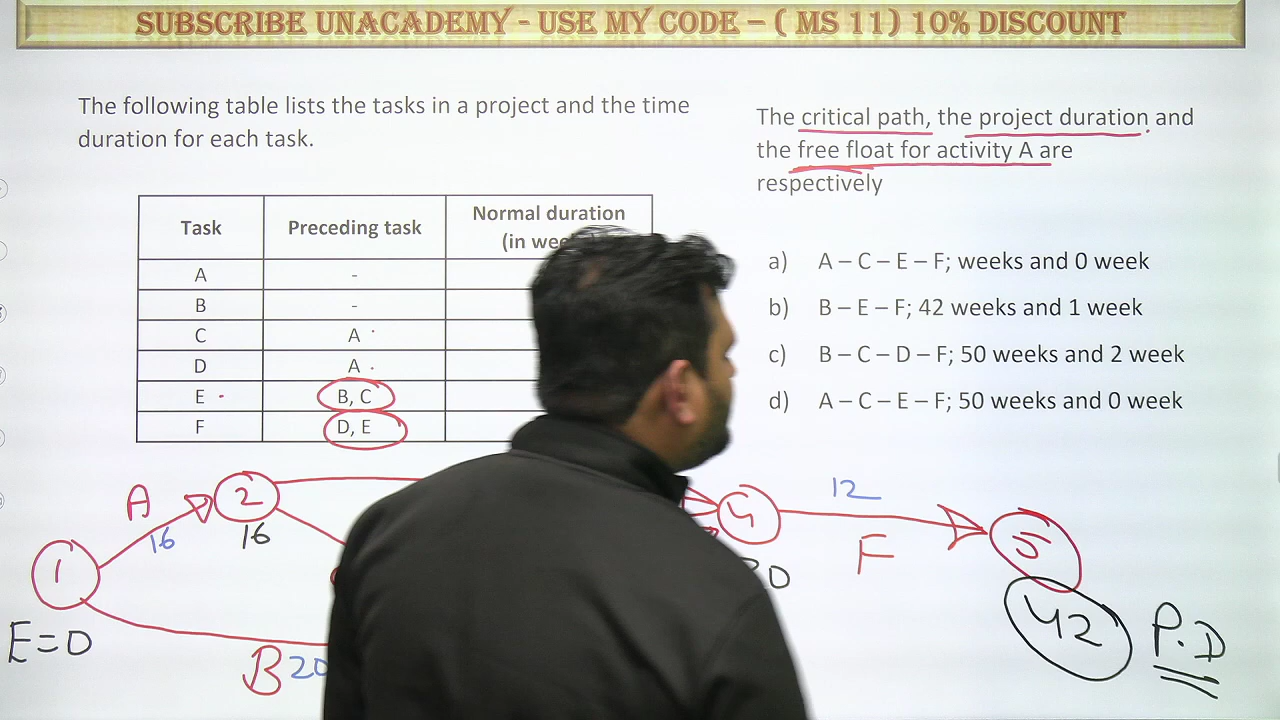 SUBSCRIBE UNACADEMY - USE MY CODE – ( MS 11) 10% DISCOUNT
The following table lists the tasks in a project and the time
duration for each task.
Task Preceding task Normal duration
A -
B -
C A
D A
E B, C
F D, E
The critical path, the project duration and
the free float for activity A are
respectively
a) A – C – E – F; weeks and 0 week
b) B – E – F; 42 weeks and 1 week
c) B – C – D – F; 50 weeks and 2 week
d) A – C – E – F; 50 weeks and 0 week
A 2 4 12
16 16 F 5
1
E=0 42 P.D
B 20